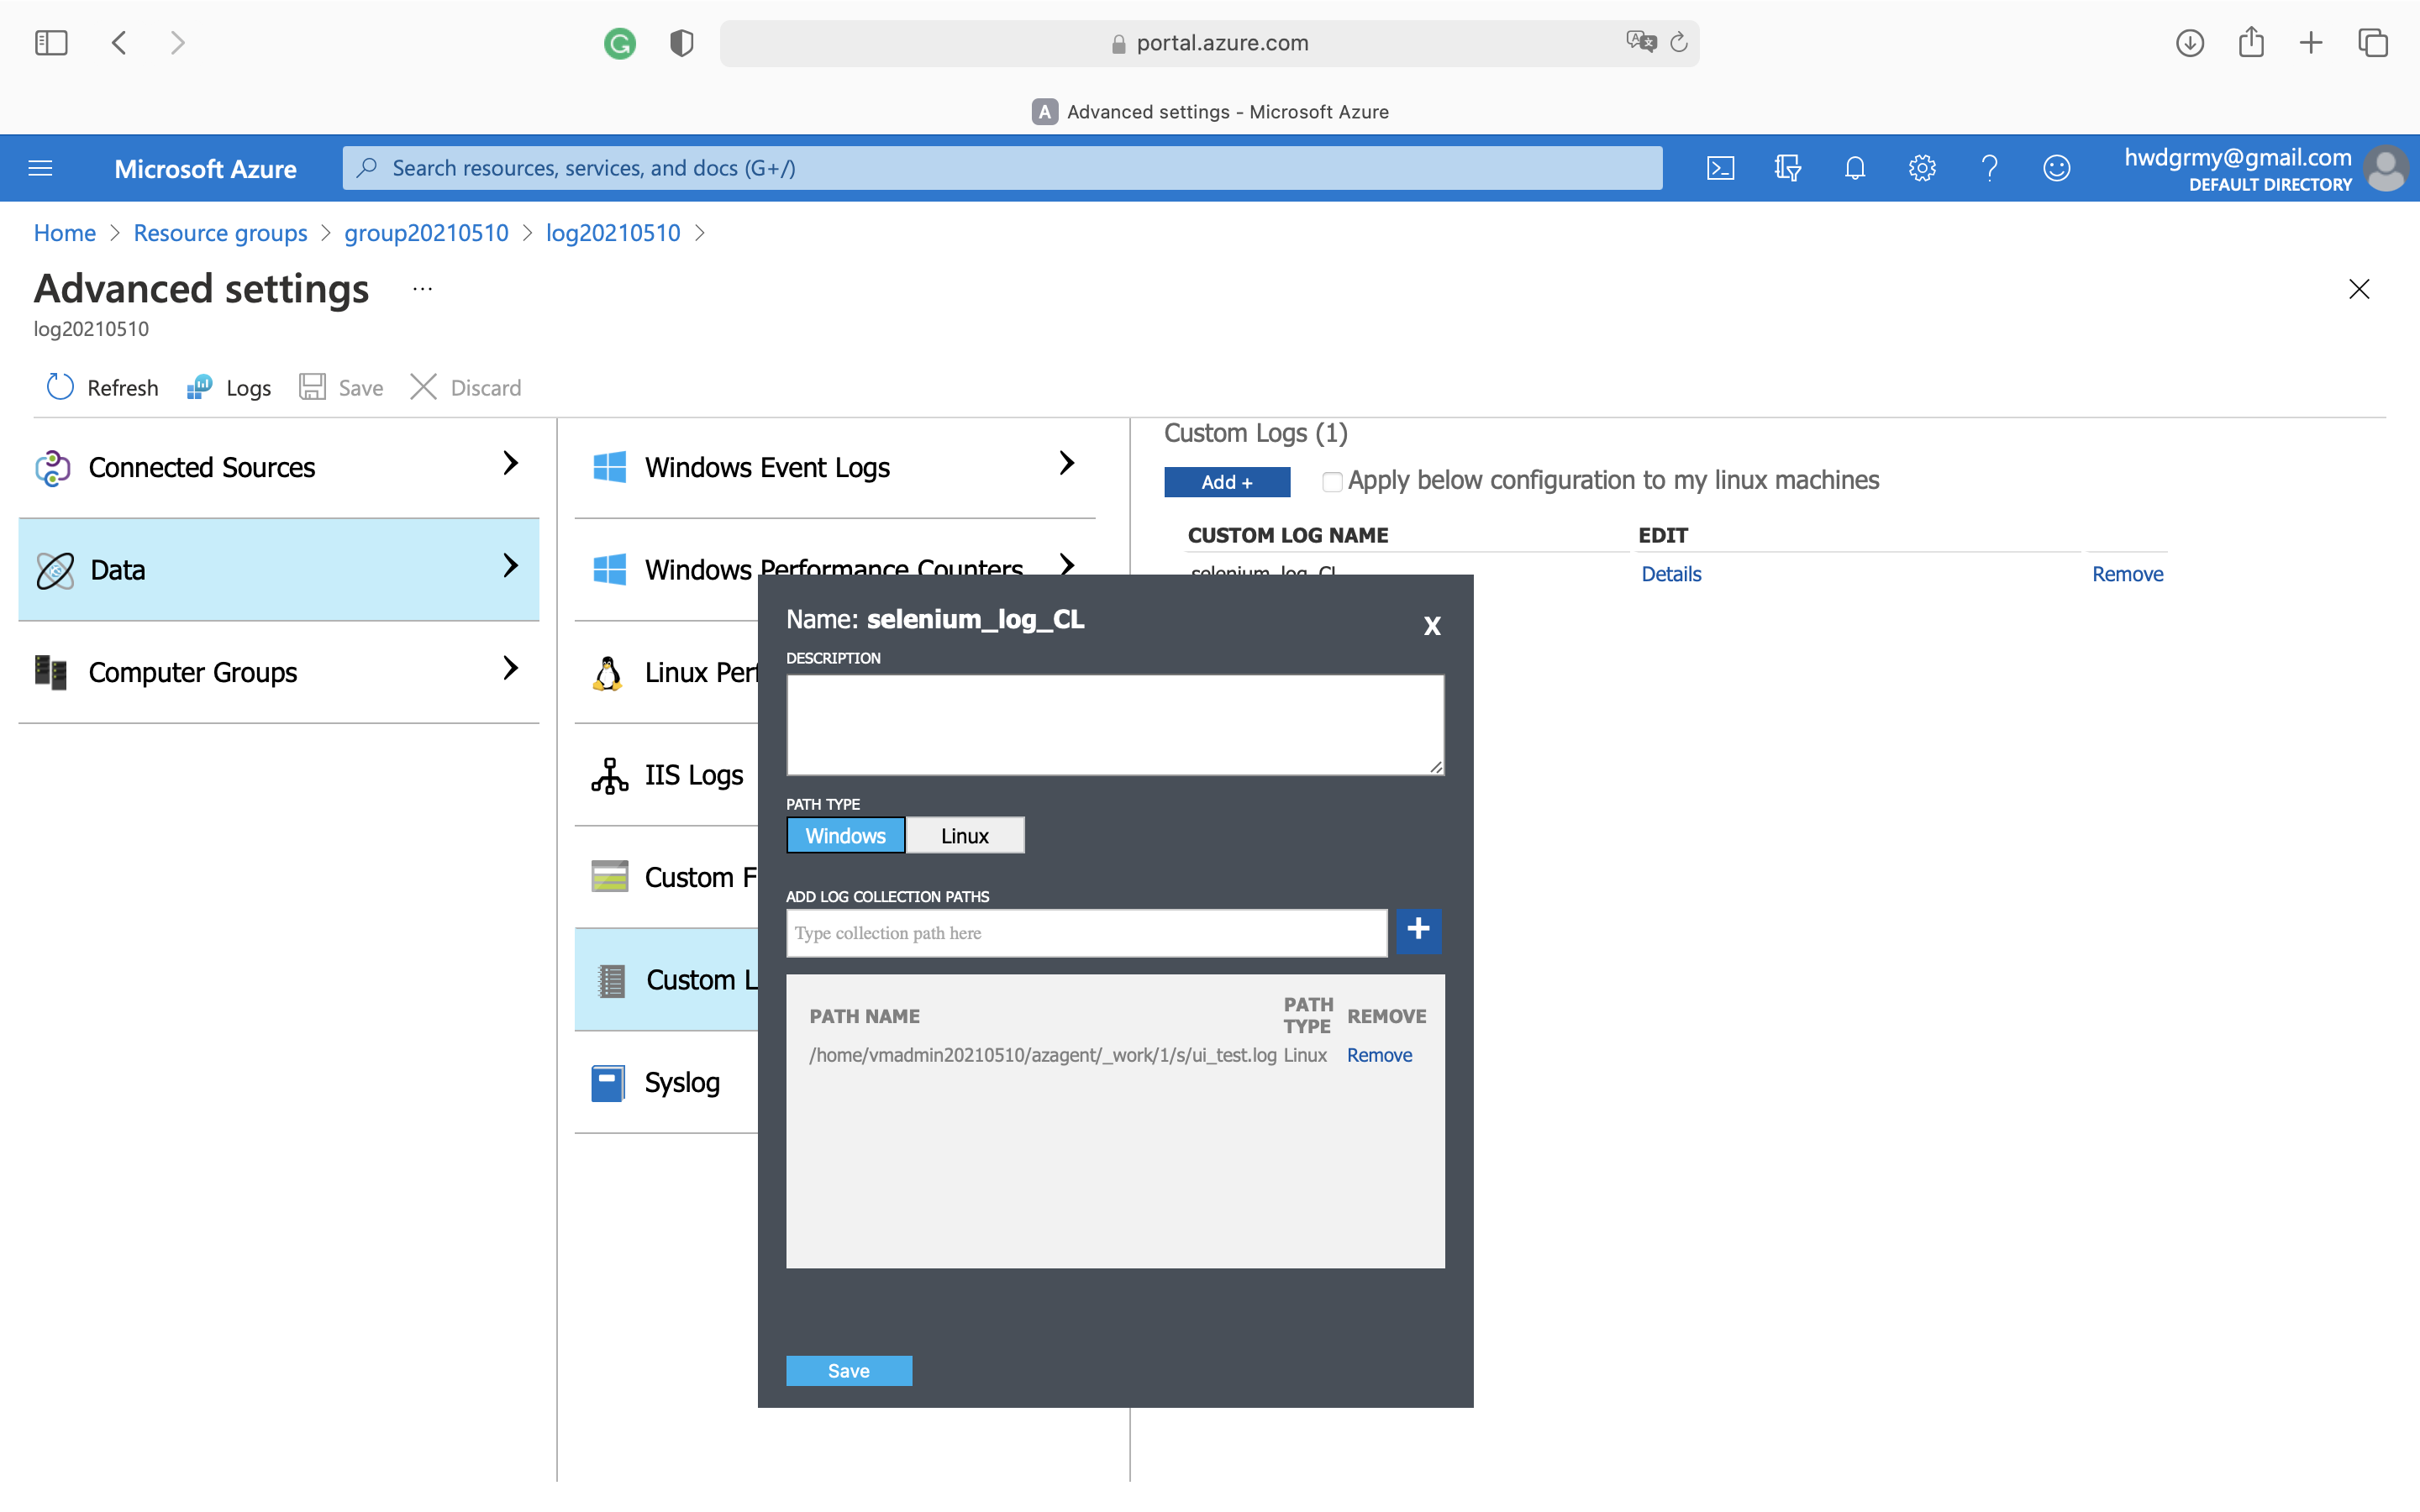 portal.azure.com
A Advanced settings - Microsoft Azure
Microsoft Azure
Search resources, services, and docs (G+/)
hwdgrmy@gmail.com
DEFAULT DIRECTORY
Home > Resource groups > group20210510 > log20210510 >
Advanced settings ...
log20210510
Refresh
Logs
Save
Discard
Connected Sources
Data
Computer Groups
Windows Event Logs
Windows Performance Counters
Linux Perf
IIS Logs
Custom F
Custom L
Syslog
Custom Logs (1)
Add +
Apply below configuration to my linux machines
CUSTOM LOG NAME EDIT
selenium_log_CL Details Remove
Name: selenium_log_CL
X
DESCRIPTION
PATH TYPE
Windows Linux
ADD LOG COLLECTION PATHS
Type collection path here
+
PATH NAME PATH TYPE REMOVE
/home/vmadmin20210510/azagent/_work/1/s/ui_test.log Linux Remove
Save